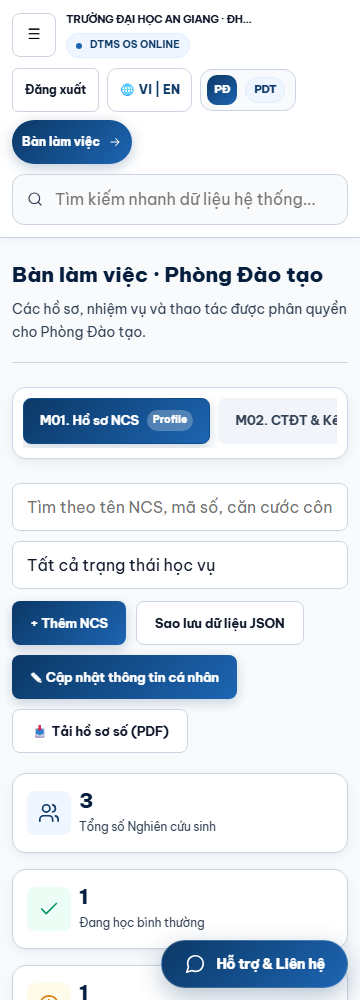 ☰
TRƯỜNG ĐẠI HỌC AN GIANG · ĐH...
DTMS OS ONLINE
Đăng xuất
VI | EN
PĐ
PDT
Bàn làm việc →
Tìm kiếm nhanh dữ liệu hệ thống...
Bàn làm việc · Phòng Đào tạo
Các hồ sơ, nhiệm vụ và thao tác được phân quyền
cho Phòng Đào tạo.
M01. Hồ sơ NCS Profile
M02. CTĐT & Kế
Tìm theo tên NCS, mã số, căn cước côn
Tất cả trạng thái học vụ
+ Thêm NCS
Sao lưu dữ liệu JSON
Cập nhật thông tin cá nhân
Tải hồ sơ số (PDF)
3
Tổng số Nghiên cứu sinh
1
Đang học bình thường
1
Hỗ trợ & Liên hệ